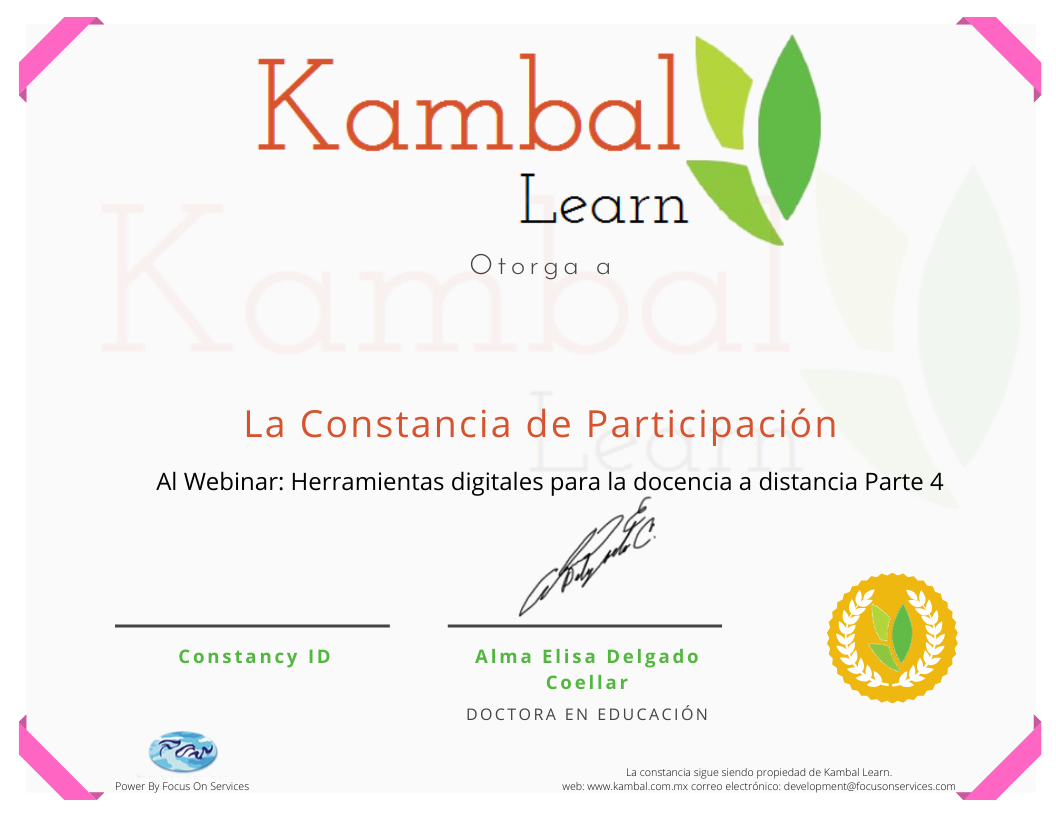 Kambal
Learn
Otorga a
La Constancia de Participación
Al Webinar: Herramientas digitales para la docencia a distancia Parte 4
Constancy ID
Alma Elisa Delgado
Coellar
DOCTORA EN EDUCACIÓN
Power By Focus On Services
La constancia sigue siendo propiedad de Kambal Learn.
web: www.kambal.com.mx correo electrónico: development@focusonservices.com